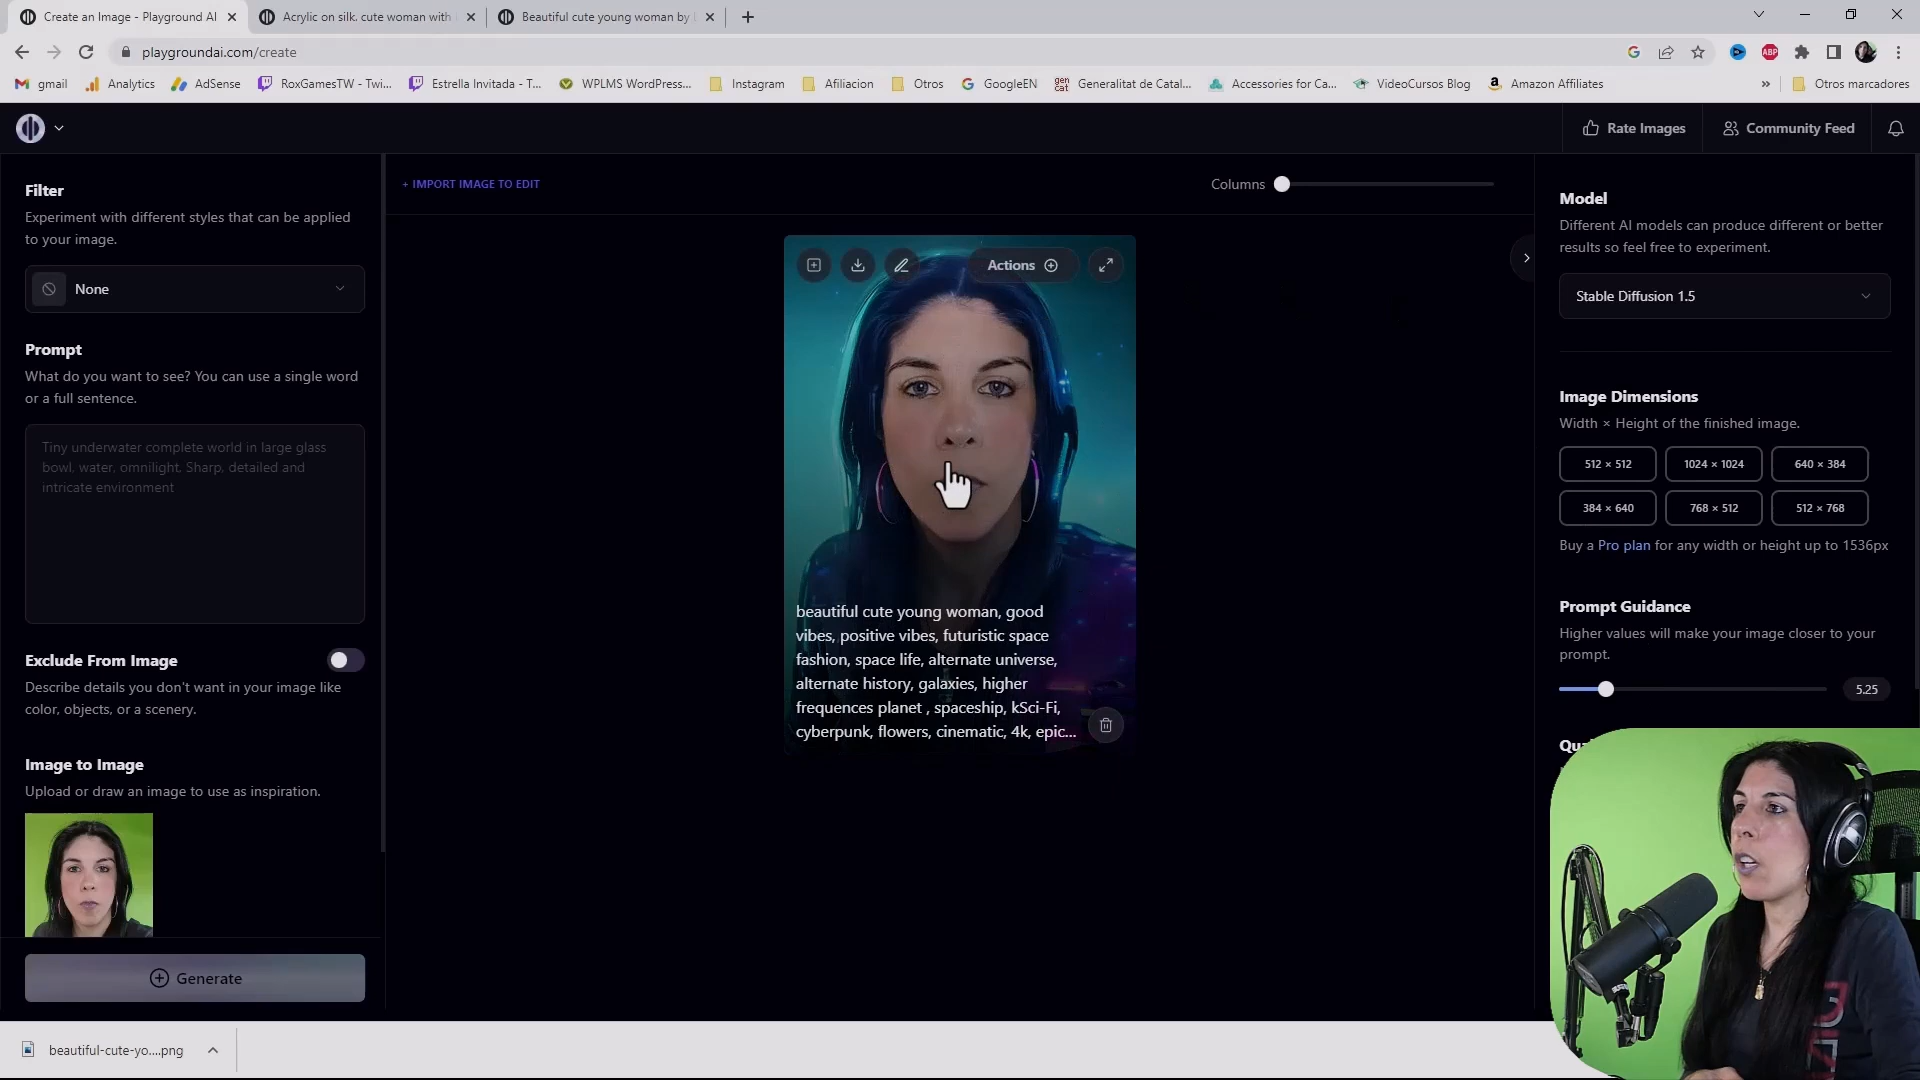 Create an Image - Playground AI
Acrylic on silk. cute woman with
Beautiful cute young woman by
playgroundai.com/create
gmail
Analytics
AdSense
RoxGamesTW - Twi...
Estrella Invitada - T...
WPLMS WordPress...
Instagram
Afiliacion
Otros
GoogleEN
gen
cat
Generalitat de Catal...
Accessories for Ca...
VideoCursos Blog
Amazon Affiliates
»
Otros marcadores
ABP
Rate Images
Community Feed
Filter
Experiment with different styles that can be applied
to your image.
None
Prompt
What do you want to see? You can use a single word
or a full sentence.
Tiny underwater complete world in large glass
bowl, water, omnilight. Sharp. detailed and
intricate environment
Exclude From Image
Describe details you don't want in your image like
color, objects, or a scenery.
Image to Image
Upload or draw an image to use as inspiration.
Generate
+ IMPORT IMAGE TO EDIT
Columns
Actions
beautiful cute young woman, good
vibes, positive vibes, futuristic space
fashion, space life, alternate universe,
alternate history, galaxies, higher
frequences planet , spaceship, kSci-Fi,
cyberpunk, flowers, cinematic, 4k, epic...
Model
Different AI models can produce different or better
results so feel free to experiment.
Stable Diffusion 1.5
Image Dimensions
Width × Height of the finished image.
512 × 512
1024 × 1024
640 × 384
384 × 640
768 × 512
512 × 768
Buy a Pro plan for any width or height up to 1536px
Prompt Guidance
Higher values will make your image closer to your
prompt.
5.25
beautiful-cute-yo....png